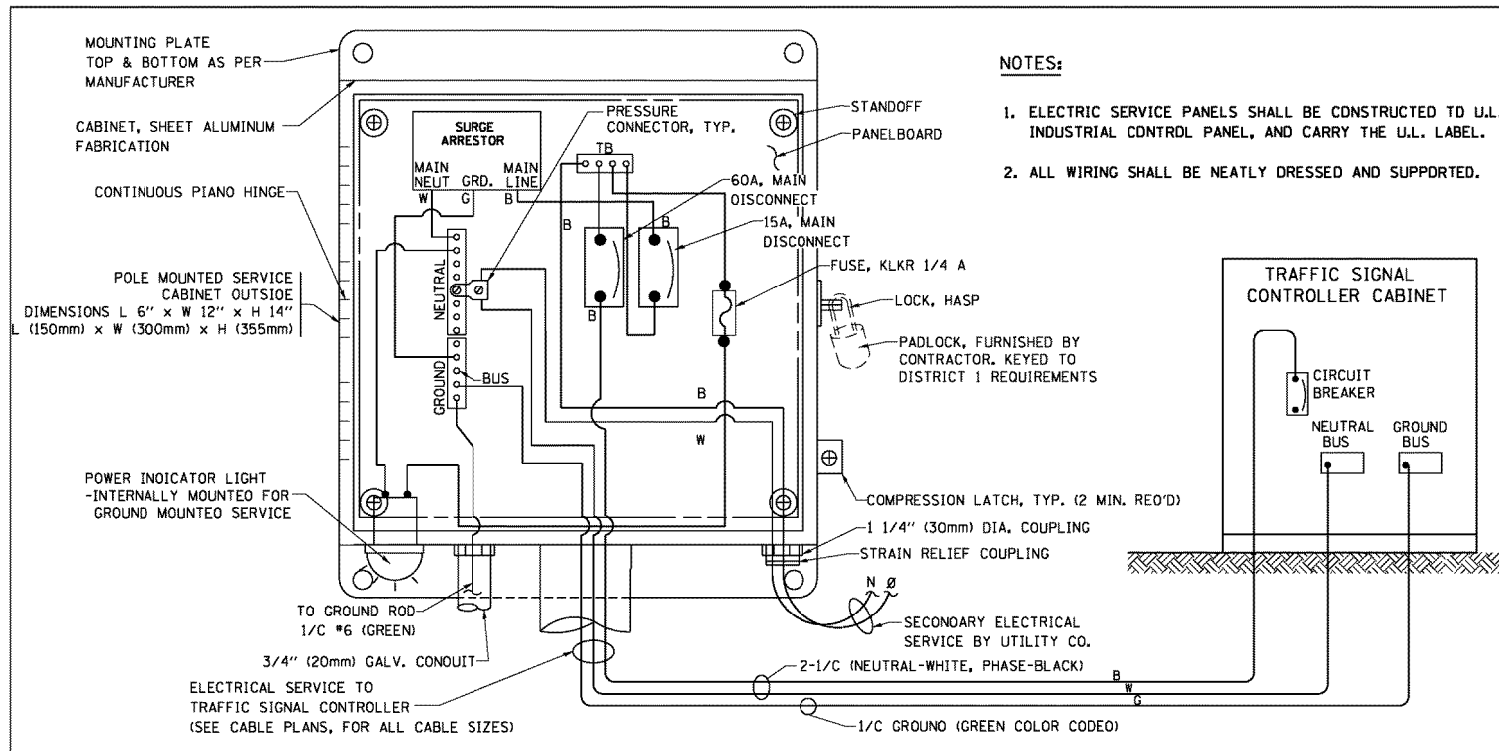 MOUNTING PLATE
TOP & BOTTOM AS PER
MANUFACTURER
CABINET, SHEET ALUMINUM
FABRICATION
CONTINUOUS PIANO HINGE
POLE MOUNTED SERVICE
CABINET OUTSIOE
DIMENSIONS L 6" x W 12" x H 14"
L (150mm) x W (300mm) x H (355mm)
POWER INOICATOR LIGHT
-INTERNALLY MOUNTED FOR
GROUND MOUNTEO SERVICE
TO GROUND ROD
1/C #6 (GREEN)
3/4" (20mm) GALV. CONOUIT
ELECTRICAL SERVICE TO
TRAFFIC SIGNAL CONTROLLER
(SEE CABLE PLANS, FOR ALL CABLE SIZES)
SURGE
ARRESTOR
MAIN
NEUT
GRD.
MAIN
LINE
W
G
B
PRESSURE
CONNECTOR, TYP.
TB
60A, MAIN
OISCONNECT
B
B
15A, MAIN
DISCONNECT
B
NEUTRAL
GROUND
BUS
B
W
STANDOFF
PANELBOARD
FUSE, KLKR 1/4 A
LOCK, HASP
PADLOCK, FURNISHED BY
CONTRACTOR. KEYED TO
DISTRICT 1 REQUIREMENTS
COMPRESSION LATCH, TYP. (2 MIN. REO'D)
1 1/4" (30mm) DIA. COUPLING
STRAIN RELIEF COUPLING
N Ø
SECONOARY ELECTRICAL
SERVICE BY UTILITY CO.
2-1/C (NEUTRAL-WHITE, PHASE-BLACK)
B
W
G
1/C GROUNO (GREEN COLOR CODEO)
NOTES:
1. ELECTRIC SERVICE PANELS SHALL BE CONSTRUCTED TD U.L.
INDUSTRIAL CONTROL PANEL, AND CARRY THE U.L. LABEL.
2. ALL WIRING SHALL BE NEATLY DRESSED AND SUPPDRTED.
TRAFFIC SIGNAL
CONTROLLER CABINET
CIRCUIT
BREAKER
NEUTRAL
BUS
GROUND
BUS